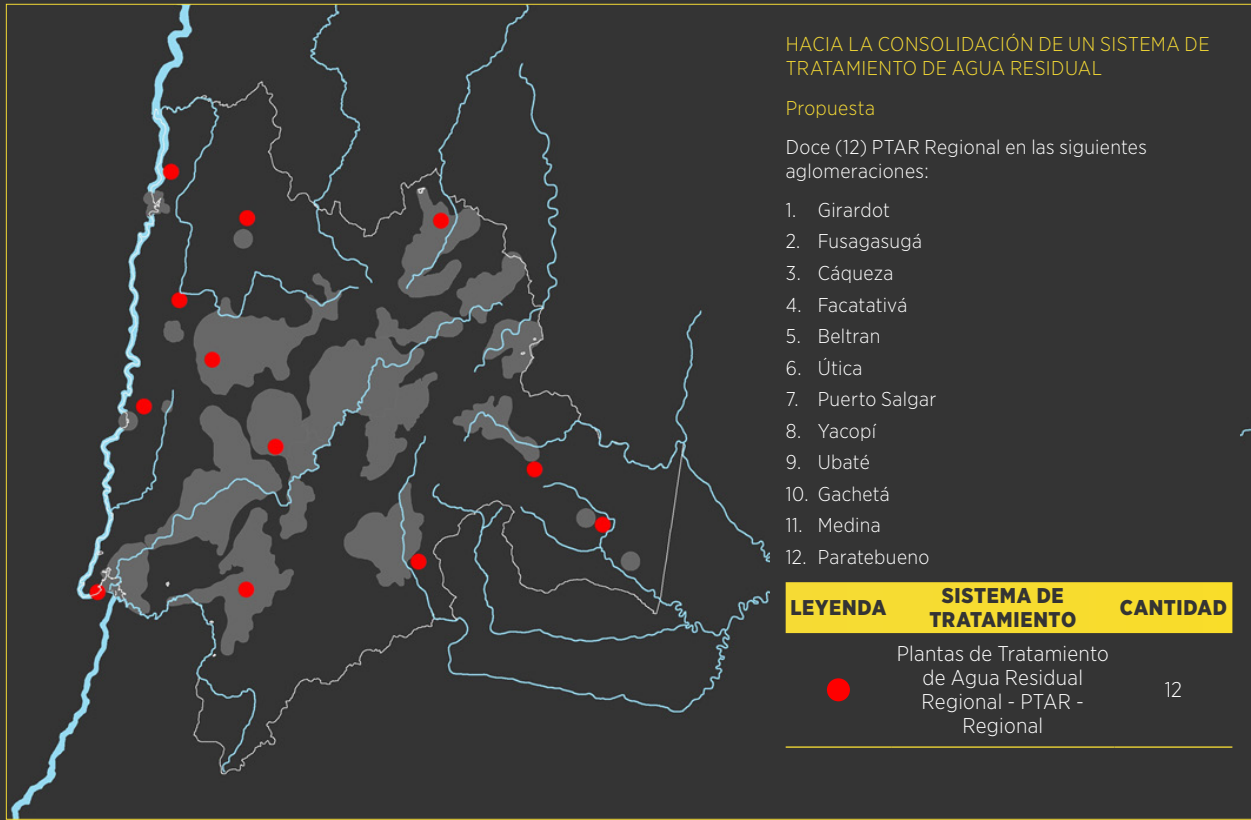 HACIA LA CONSOLIDACIÓN DE UN SISTEMA DE
TRATAMIENTO DE AGUA RESIDUAL
Propuesta
Doce (12) PTAR Regional en las siguientes
aglomeraciones:
1. Girardot
2. Fusagasugá
3. Cáqueza
4. Facatativá
5. Beltran
6. Útica
7. Puerto Salgar
8. Yacopí
9. Ubaté
10. Gachetá
11. Medina
12. Paratebueno
LEYENDA SISTEMA DE TRATAMIENTO CANTIDAD
Plantas de Tratamiento
de Agua Residual
Regional - PTAR -
Regional
12